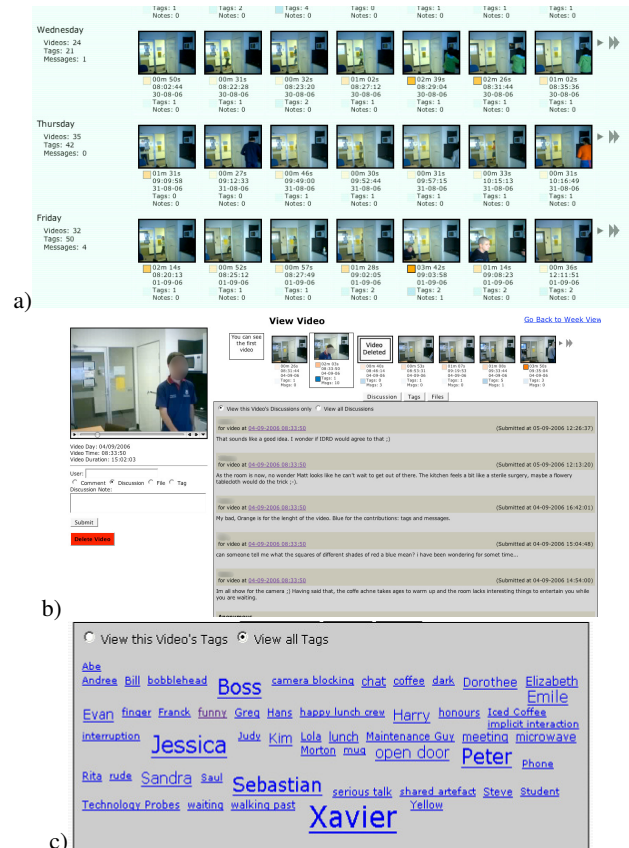 Tags: 1 Tags: 2 Tags: 4 Tags: 1 Tags: 1 Tags: 1 Tags: 1
Notes: 0 Notes: 0 Notes: 0 Notes: 0 Notes: 0 Notes: 0 Notes: 0
Wednesday
Videos: 24
Tags: 21
Messages: 1
00m 50s 00m 31s 00m 32s 01m 02s 02m 39s 02m 26s 01m 02s
08:02:44 08:22:28 08:23:20 08:27:12 08:29:04 08:31:44 08:35:36
30-08-06 30-08-06 30-08-06 30-08-06 30-08-06 30-08-06 30-08-06
Tags: 1 Tags: 1 Tags: 2 Tags: 1 Tags: 1 Tags: 1 Tags: 1
Notes: 0 Notes: 0 Notes: 0 Notes: 0 Notes: 0 Notes: 0 Notes: 0
Thursday
Videos: 35
Tags: 42
Messages: 0
01m 31s 00m 27s 00m 46s 00m 30s 00m 31s 00m 33s 00m 31s
09:09:58 09:12:33 09:49:00 09:52:44 09:57:15 10:15:13 10:16:49
31-08-06 31-08-06 31-08-06 31-08-06 31-08-06 31-08-06 31-08-06
Tags: 1 Tags: 1 Tags: 1 Tags: 1 Tags: 1 Tags: 1 Tags: 1
Notes: 0 Notes: 0 Notes: 0 Notes: 0 Notes: 0 Notes: 0 Notes: 0
Friday
Videos: 32
Tags: 50
Messages: 4
02m 14s 00m 52s 00m 57s 01m 28s 03m 42s 01m 14s 00m 36s
08:20:13 08:25:12 08:27:49 09:02:05 09:03:58 09:08:23 12:11:51
01-09-06 01-09-06 01-09-06 01-09-06 01-09-06 01-09-06 01-09-06
Tags: 1 Tags: 1 Tags: 1 Tags: 2 Tags: 2 Tags: 2 Tags: 2
Notes: 1 Notes: 0 Notes: 0 Notes: 0 Notes: 0 Notes: 0 Notes: 0
a)
View Video
Go Back to Week View
You can see
the first
video
Video
Deleted
Discussion Tags Files
View this Video's Discussions only View all Discussions
for video at 04-09-2006 08:33:50 (Submitted at 05-09-2006 12:26:37)
That sounds like a good idea. I wonder if IDRO would agree to that ;)
for video at 04-09-2006 08:33:50 (Submitted at 05-09-2006 12:13:20)
As the room is now, no wonder Matt looks like he can't wait to get out of there. The kitchen feels a bit like a sterile surgery, maybe a flowery
tablecloth would do the trick ;-).
for video at 04-09-2006 08:33:50 (Submitted at 04-09-2006 16:42:01)
My bad, Orange is for the lenght of the video. Blue for the contributions: tags and messages.
for video at 04-09-2006 08:33:50 (Submitted at 04-09-2006 15:04:48)
can someone tell me what the squares of different shades of red a blue mean? i have been wondering for somet time...
for video at 04-09-2006 08:33:50 (Submitted at 04-09-2006 14:54:00)
Im all show for the camera ;) Having said that, the coffe achne takes ages to warm up and the room lacks interesting things to entertain you while
you are waiting.
Video Day: 04/09/2006
Video Time: 08:33:50
Video Duration: 15:02:03
User:
Comment Discussion File Tag
Discussion Note:
Submit
Delete Video
b)
View this Video's Tags View all Tags
Abe
Andree Bill bobblehead Boss camera blocking chat coffee dark Dorothee Elizabeth
Emile
Evan finger Franck funny Greg Hans happy lunch crew Harry honours Iced Coffee
implicit interaction
interruption Jessica Judy Kim Lola lunch Maintenance Guy meeting microwave
Morton mug open door Peter Phone
Rita rude Sandra Saul Sebastian serious talk shared artefact Steve Student
Technology Probes waiting walking past Xavier Yellow
c)